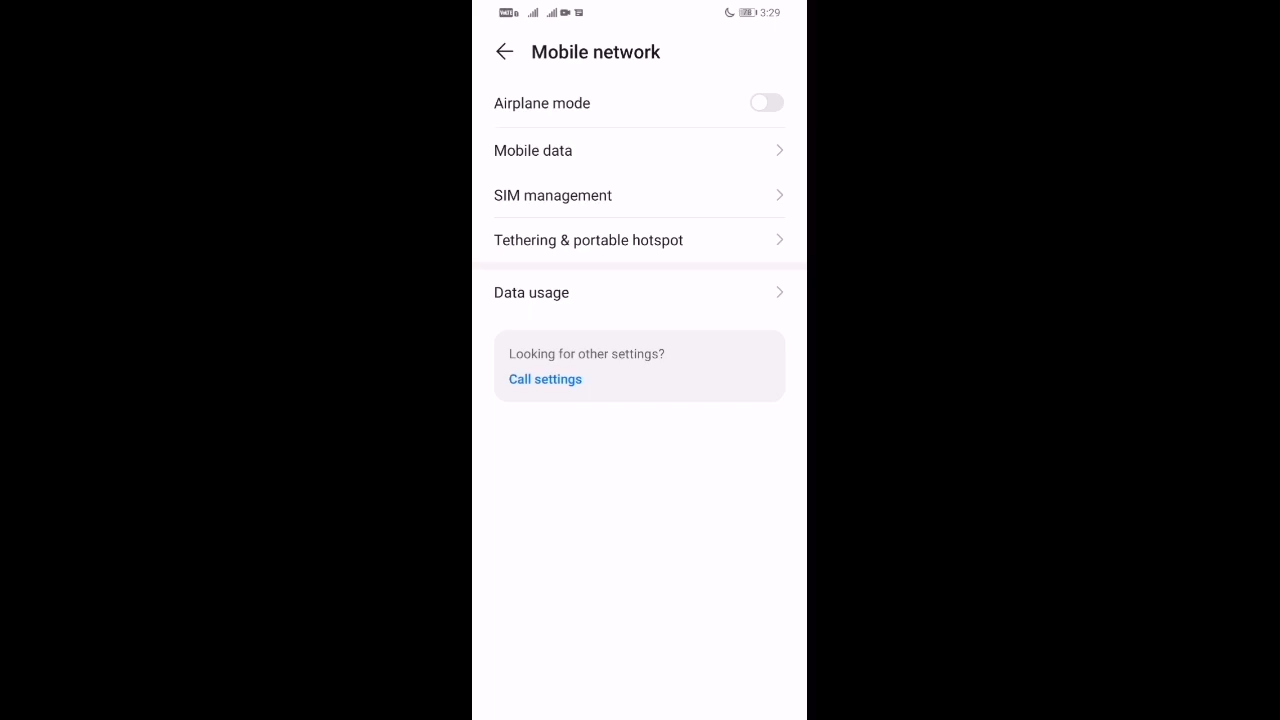 78 3:29
Mobile network
Airplane mode
Mobile data
SIM management
Tethering & portable hotspot
Data usage
Looking for other settings?
Call settings